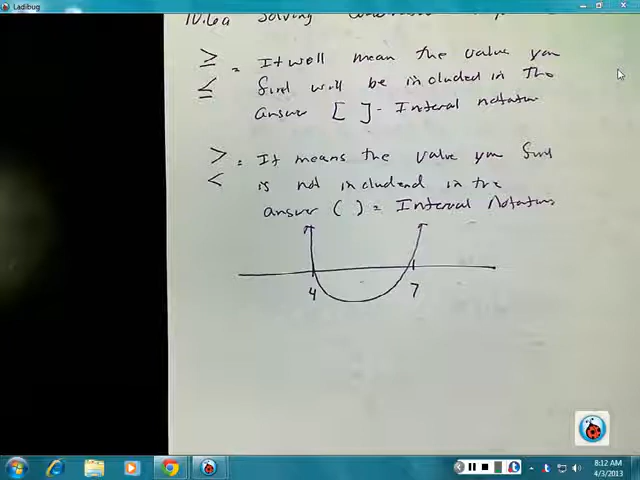 Ladibug
10.6a Solving
≥ = It well mean the value you
≤ find will be included in the
answer [ ] - Interval notation
> = It means the value you find
< is not includend in the
answer ( ) = Interval Notation
4 7
8:12 AM
4/3/2013